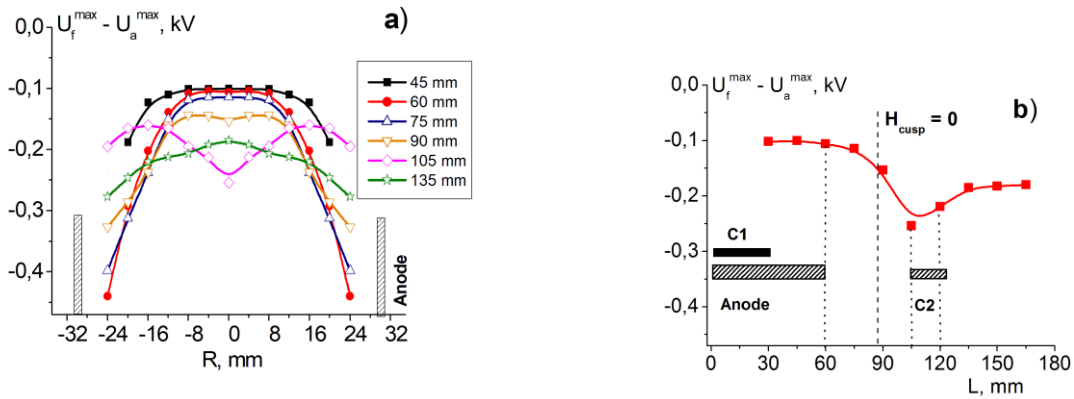 U_f^max - U_a^max, kV
a)
0,0
-0,1
-0,2
-0,3
-0,4
45 mm
60 mm
75 mm
90 mm
105 mm
135 mm
Anode
-32 -24 -16 -8 0 8 16 24 32
R, mm
U_f^max - U_a^max, kV
b)
0,0
-0,1
-0,2
-0,3
-0,4
H_cusp = 0
C1
Anode
C2
0 30 60 90 120 150 180
L, mm